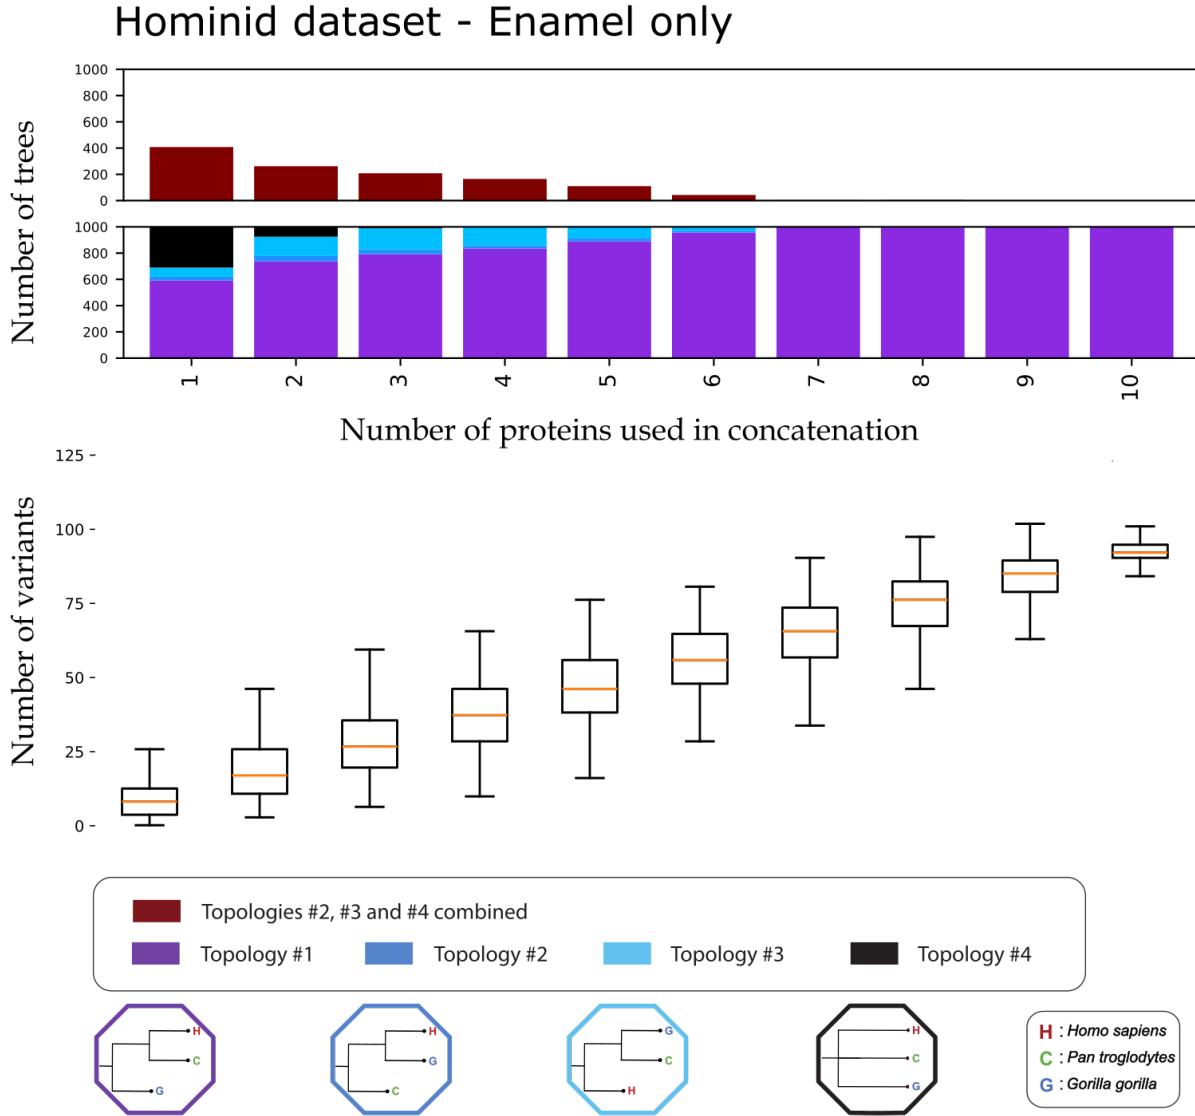 Hominid dataset - Enamel only
Number of trees
1000
800
600
400
200
0
1000
800
600
400
200
0
1
2
3
4
5
6
7
8
9
10
Number of proteins used in concatenation
Number of variants
125
100
75
50
25
0
Topologies #2, #3 and #4 combined
Topology #1
Topology #2
Topology #3
Topology #4
H
C
G
H
G
C
G
C
H
H
C
G
H : Homo sapiens
C : Pan troglodytes
G : Gorilla gorilla